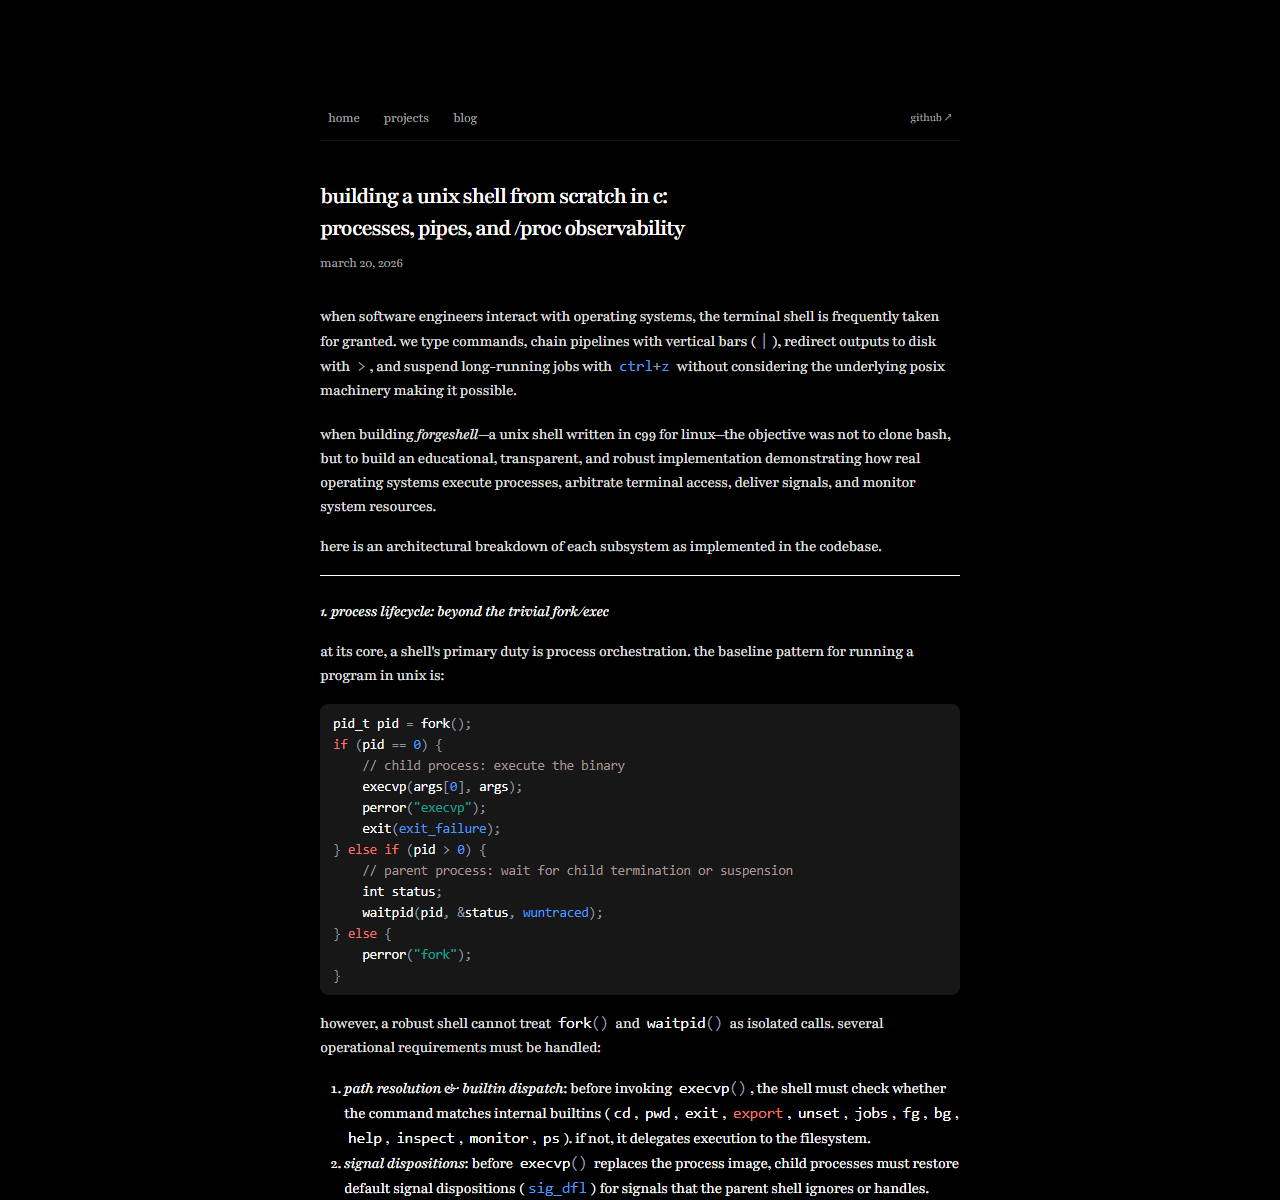 home projects blog github ↗
building a unix shell from scratch in c:
processes, pipes, and /proc observability
march 20, 2026
when software engineers interact with operating systems, the terminal shell is frequently taken
for granted. we type commands, chain pipelines with vertical bars ( | ), redirect outputs to disk
with > , and suspend long-running jobs with ctrl+z without considering the underlying posix
machinery making it possible.
when building forgeshell—a unix shell written in c99 for linux—the objective was not to clone bash,
but to build an educational, transparent, and robust implementation demonstrating how real
operating systems execute processes, arbitrate terminal access, deliver signals, and monitor
system resources.
here is an architectural breakdown of each subsystem as implemented in the codebase.
1. process lifecycle: beyond the trivial fork/exec
at its core, a shell's primary duty is process orchestration. the baseline pattern for running a
program in unix is:
pid_t pid = fork();
if (pid == 0) {
    // child process: execute the binary
    execvp(args[0], args);
    perror("execvp");
    exit(exit_failure);
} else if (pid > 0) {
    // parent process: wait for child termination or suspension
    int status;
    waitpid(pid, &status, wuntraced);
} else {
    perror("fork");
}
however, a robust shell cannot treat fork() and waitpid() as isolated calls. several
operational requirements must be handled:
1. path resolution & builtin dispatch: before invoking execvp() , the shell must check whether
the command matches internal builtins ( cd , pwd , exit , export , unset , jobs , fg , bg ,
help , inspect , monitor , ps ). if not, it delegates execution to the filesystem.
2. signal dispositions: before execvp() replaces the process image, child processes must restore
default signal dispositions ( sig_dfl ) for signals that the parent shell ignores or handles.